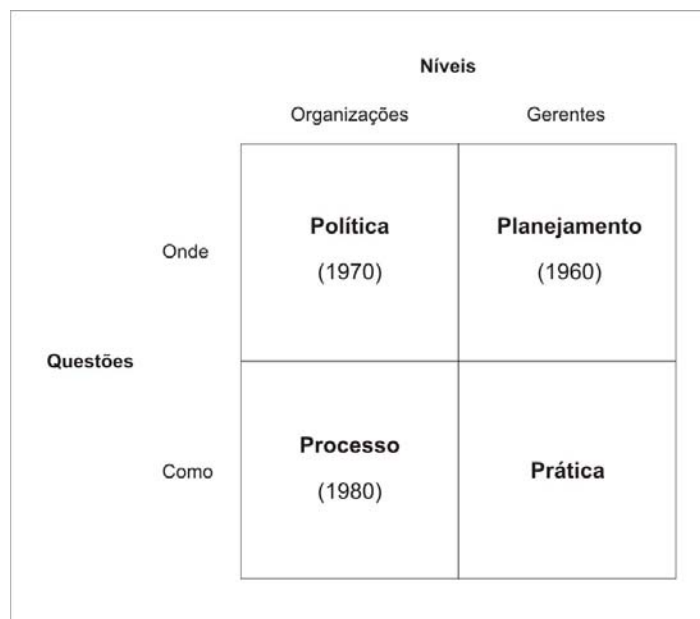 Níveis
Organizações Gerentes
Onde
Política Planejamento
(1970) (1960)
Questões
Como
Processo Prática
(1980)